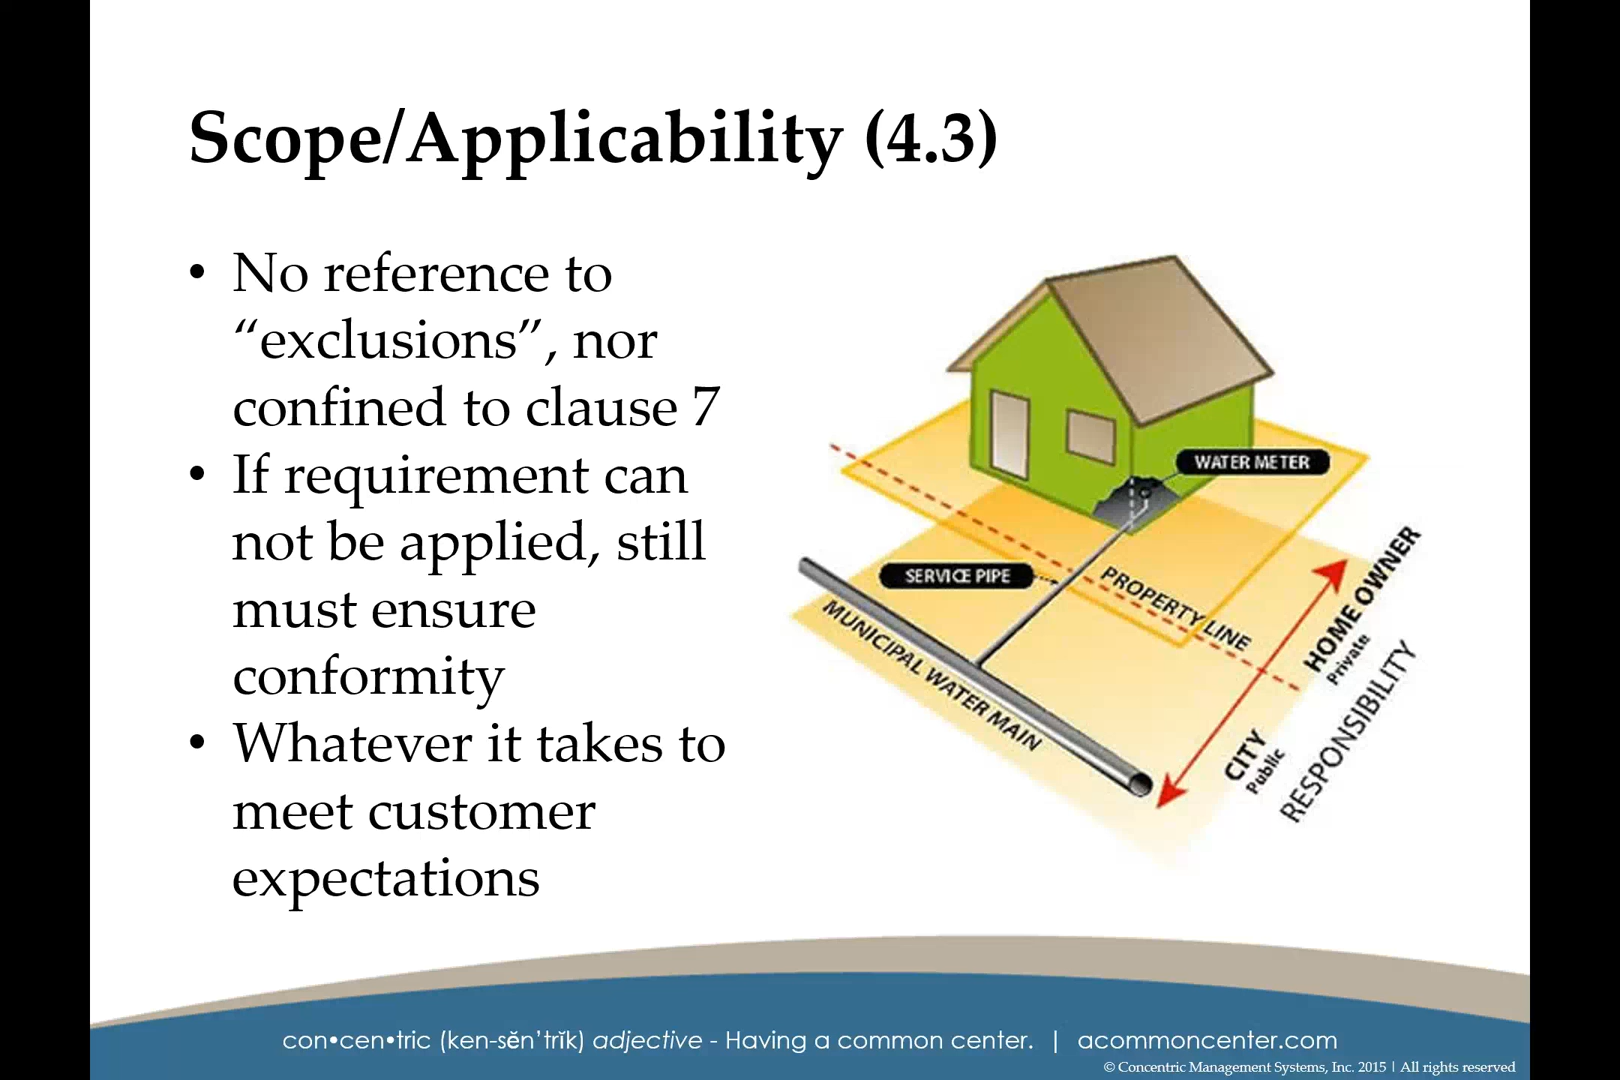 Scope/Applicability (4.3)
• No reference to
“exclusions”, nor
confined to clause 7
• If requirement can
not be applied, still
must ensure
conformity
• Whatever it takes to
meet customer
expectations
WATER METER
SERVICE PIPE
PROPERTY LINE
MUNICIPAL WATER MAIN
HOME OWNER
Private
CITY
Public
RESPONSIBILITY
con•cen•tric (ken-sĕn’trĭk) adjective - Having a common center. | acommoncenter.com
© Concentric Management Systems, Inc. 2015 | All rights reserved